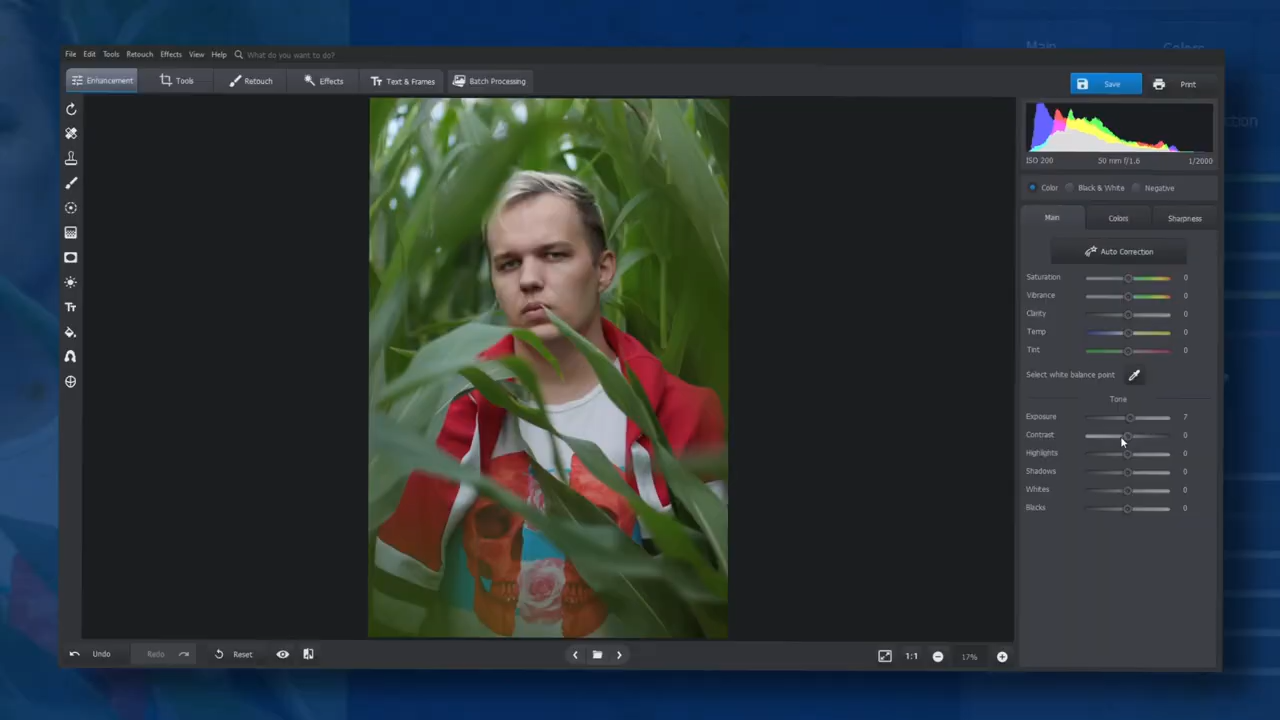 Main Colors
File Edit Tools Retouch Effects View Help What do you want to do?
Enhancement Tools Retouch Effects Text & Frames Batch Processing Save Print
ISO 200 50 mm f/1.6 1/2000
Color Black & White Negative
Main Colors Sharpness
Auto Correction
Saturation 0
Vibrance 0
Clarity 0
Temp 0
Tint 0
Select white balance point
Tone
Exposure 7
Contrast 0
Highlights 0
Shadows 0
Whites 0
Blacks 0
Undo Redo Reset 1:1 17%